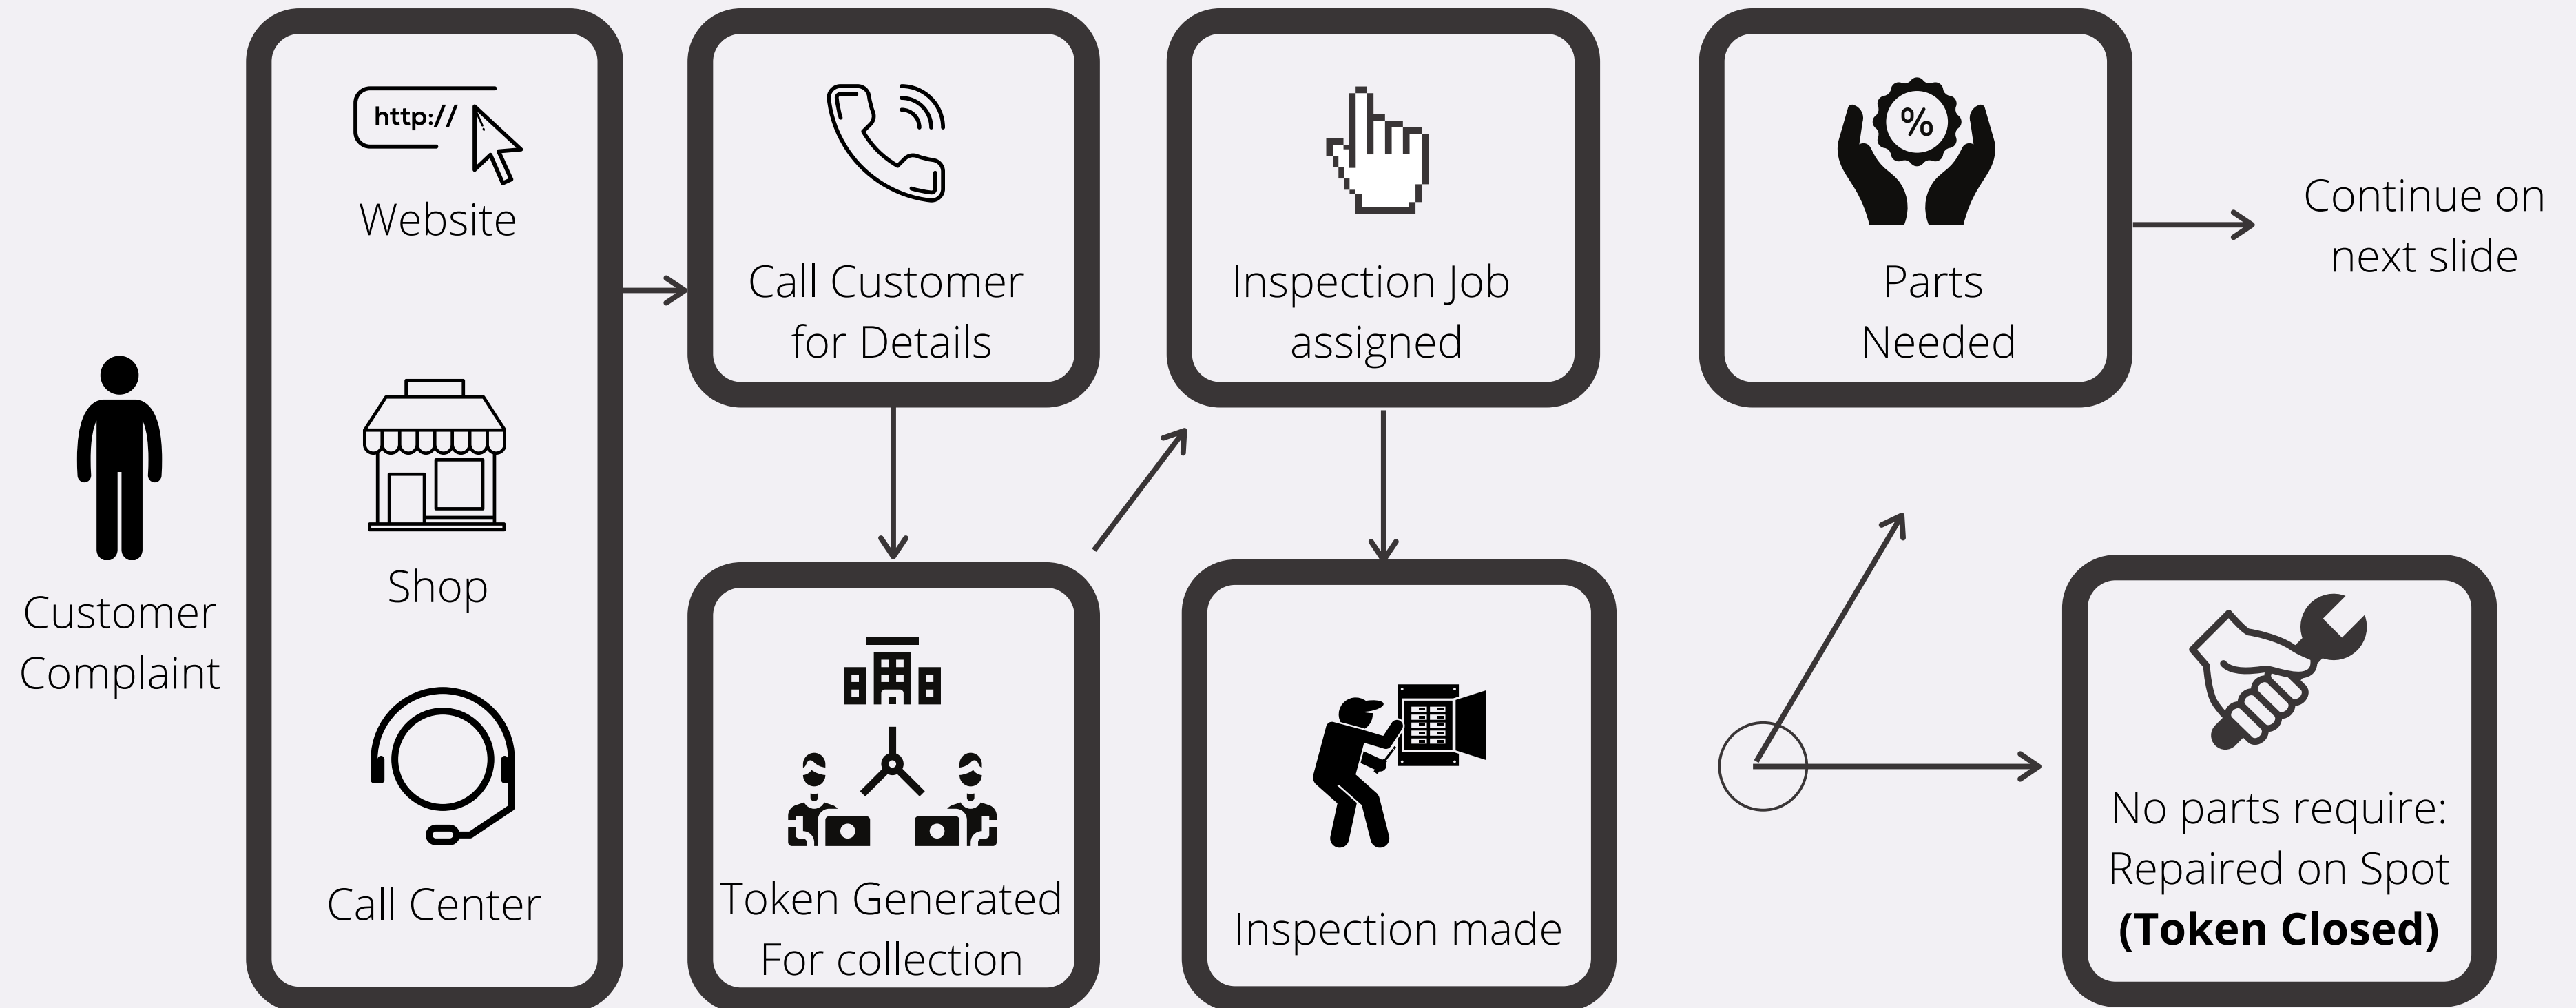 Customer
Complaint
http://
Website
Shop
Call Center
Call Customer
for Details
Token Generated
For collection
Inspection Job
assigned
Inspection made
%
Parts
Needed
Continue on
next slide
No parts require:
Repaired on Spot
(Token Closed)